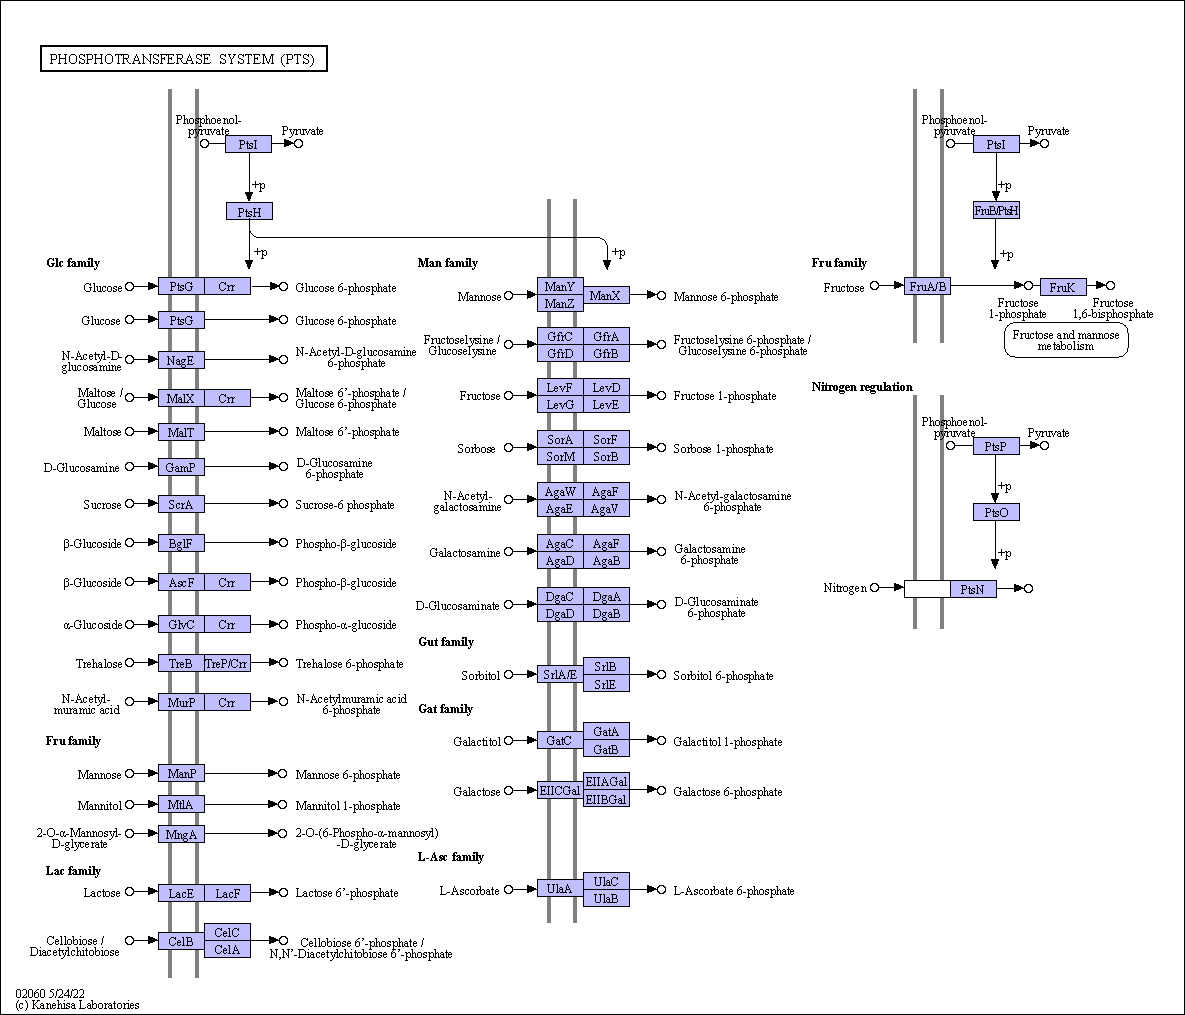 PHOSPHOTRANSFERASE SYSTEM (PTS)
Phosphoenol-
pyruvate
Pyruvate
PtsI
+p
PtsH
+p
+p
Glc family
Glucose
PtsG
Crr
Glucose 6-phosphate
Glucose
PtsG
Glucose 6-phosphate
N-Acetyl-D-
glucosamine
NagE
N-Acetyl-D-glucosamine
6-phosphate
Maltose /
Glucose
MalX
Crr
Maltose 6'-phosphate /
Glucose 6-phosphate
Maltose
MalT
Maltose 6'-phosphate
D-Glucosamine
GamP
D-Glucosamine
6-phosphate
Sucrose
ScrA
Sucrose-6 phosphate
β-Glucoside
BglF
Phospho-β-glucoside
β-Glucoside
AscF
Crr
Phospho-β-glucoside
α-Glucoside
GlvC
Crr
Phospho-α-glucoside
Trehalose
TreB
TreP/Crr
Trehalose 6-phosphate
N-Acetyl-
muramic acid
MurP
Crr
N-Acetylmuramic acid
6-phosphate
Fru family
Mannose
ManP
Mannose 6-phosphate
Mannitol
MtlA
Mannitol 1-phosphate
2-O-α-Mannosyl-
D-glycerate
MngA
2-O-(6-Phospho-α-mannosyl)
-D-glycerate
Lac family
Lactose
LacE
LacF
Lactose 6'-phosphate
Cellobiose /
Diacetylchitobiose
CelB
CelC
CelA
Cellobiose 6'-phosphate /
N,N'-Diacetylchitobiose 6'-phosphate
Man family
Mannose
ManY
ManZ
ManX
Mannose 6-phosphate
Fructoselysine /
Glucoselysine
GfrC
GfrA
GfrD
GfrB
Fructoselysine 6-phosphate /
Glucoselysine 6-phosphate
Fructose
LevF
LevD
LevG
LevE
Fructose 1-phosphate
Sorbose
SorA
SorF
SorM
SorB
Sorbose 1-phosphate
N-Acetyl-
galactosamine
AgaW
AgaF
AgaE
AgaV
N-Acetyl-galactosamine
6-phosphate
Galactosamine
AgaC
AgaF
AgaD
AgaB
Galactosamine
6-phosphate
D-Glucosaminate
DgaC
DgaA
DgaD
DgaB
D-Glucosaminate
6-phosphate
Gut family
Sorbitol
SrlA/E
SrlB
SrlE
Sorbitol 6-phosphate
Gat family
Galactitol
GatC
GatA
GatB
Galactitol 1-phosphate
Galactose
EIICGal
EIIAGal
EIIBGal
Galactose 6-phosphate
L-Asc family
L-Ascorbate
UlaA
UlaC
UlaB
L-Ascorbate 6-phosphate
Phosphoenol-
pyruvate
Pyruvate
PtsI
+p
FruB/PtsH
+p
Fru family
Fructose
FruA/B
Fructose
1-phosphate
FruK
Fructose
1,6-bisphosphate
Fructose and mannose
metabolism
Nitrogen regulation
Phosphoenol-
pyruvate
Pyruvate
PtsP
+p
PtsO
+p
Nitrogen
PtsN
02060 5/24/22
(c) Kanehisa Laboratories